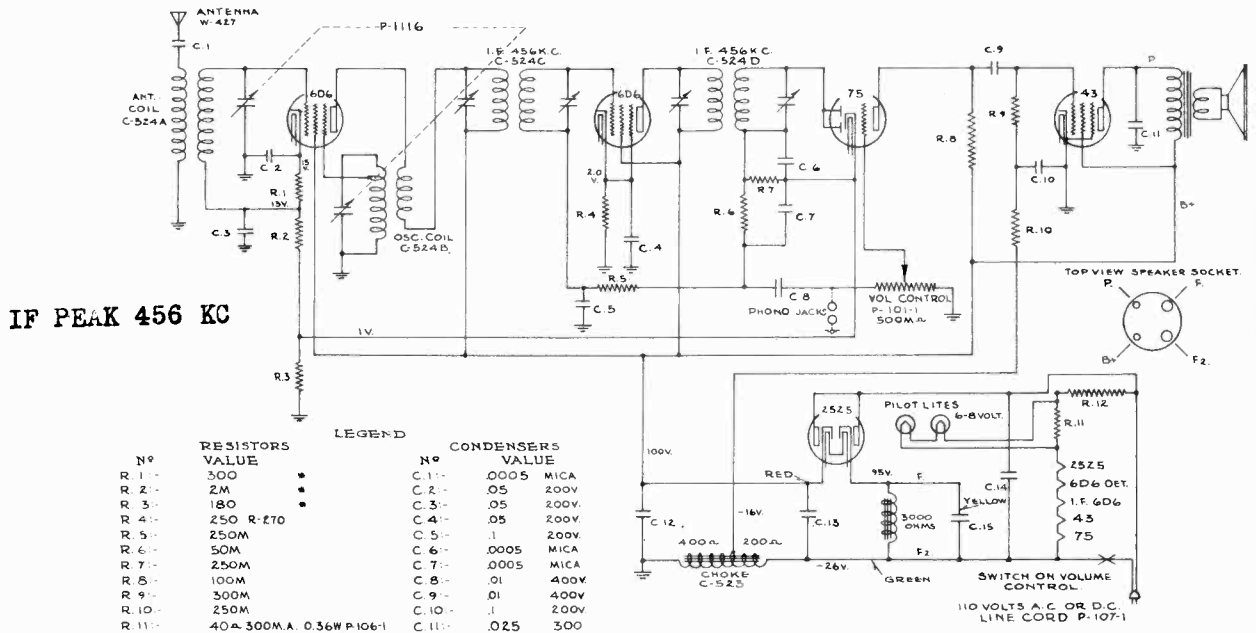 ANTENNA
W-427
P-1116
C.1
I.F. 456 K.C.
C-524C
I.F. 456 K.C.
C-524D
C.9
P
ANT.
COIL
C-524A
6D6
6D6
75
43
R.8
R.9
C.11
C.2
R.1
13V.
C.3
R.2
OSC. COIL
C-524B
2.0
V.
R.4
C.4
C.6
R.7
R.6
C.7
C.10
R.10
B+
R.5
C.5
C.8
PHONO JACKS
VOL CONTROL
P-101-1
500MΩ
TOP VIEW SPEAKER SOCKET.
P.
F.
B+
F2.
IF PEAK 456 KC
1V.
R.3
25Z5
PILOT LITES
6-8 VOLT.
R.12
R.11
100V.
RED
95V.
F
YELLOW
C.14
25Z5
6D6 DET.
I.F. 6D6
43
75
C.12
-16V.
C.13
3000
OHMS
C.15
400Ω
200Ω
CHOKE
C-523
-26V.
F2
GREEN
SWITCH ON VOLUME
CONTROL.
110 VOLTS A.C. OR D.C.
LINE CORD P-107-1
LEGEND
RESISTORS CONDENSERS
Nº VALUE Nº VALUE
R.1:- 300 C.1:- .0005 MICA
R.2:- 2M C.2:- .05 200V.
R.3:- 180 C.3:- .05 200V.
R.4:- 250 R-270 C.4:- .05 200V.
R.5:- 250M C.5:- .1 200V.
R.6:- 50M C.6:- .0005 MICA
R.7:- 250M C.7:- .0005 MICA
R.8:- 100M C.8:- .01 400V.
R.9:- 300M C.9:- .01 400V
R.10:- 250M C.10:- .1 200V.
R.11:- 40Ω 300M.A. 0.36W P-106-1 C.11:- .025 300